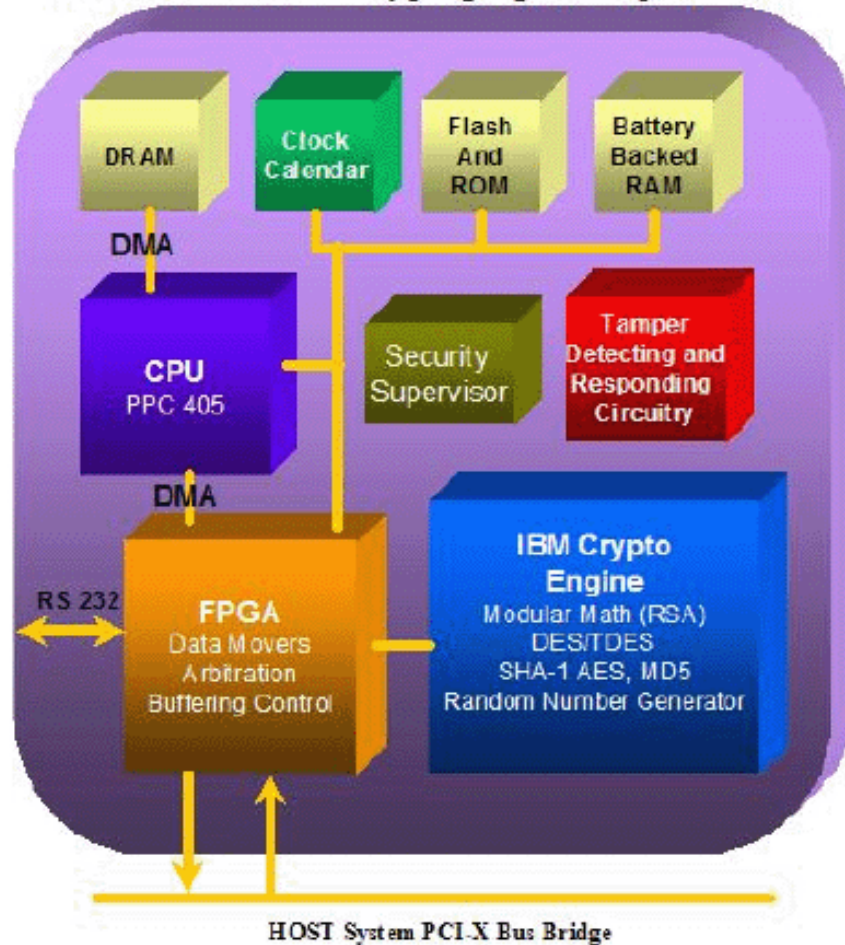 DRAM
Clock
Calendar
Flash
And
ROM
Battery
Backed
RAM
DMA
CPU
PPC 405
Security
Supervisor
Tamper
Detecting and
Responding
Circuitry
DMA
RS 232
FPGA
Data Movers
Arbitration
Buffering Control
IBM Crypto
Engine
Modular Math (RSA)
DES/TDES
SHA-1 AES, MD5
Random Number Generator
HOST System PCI-X Bus Bridge